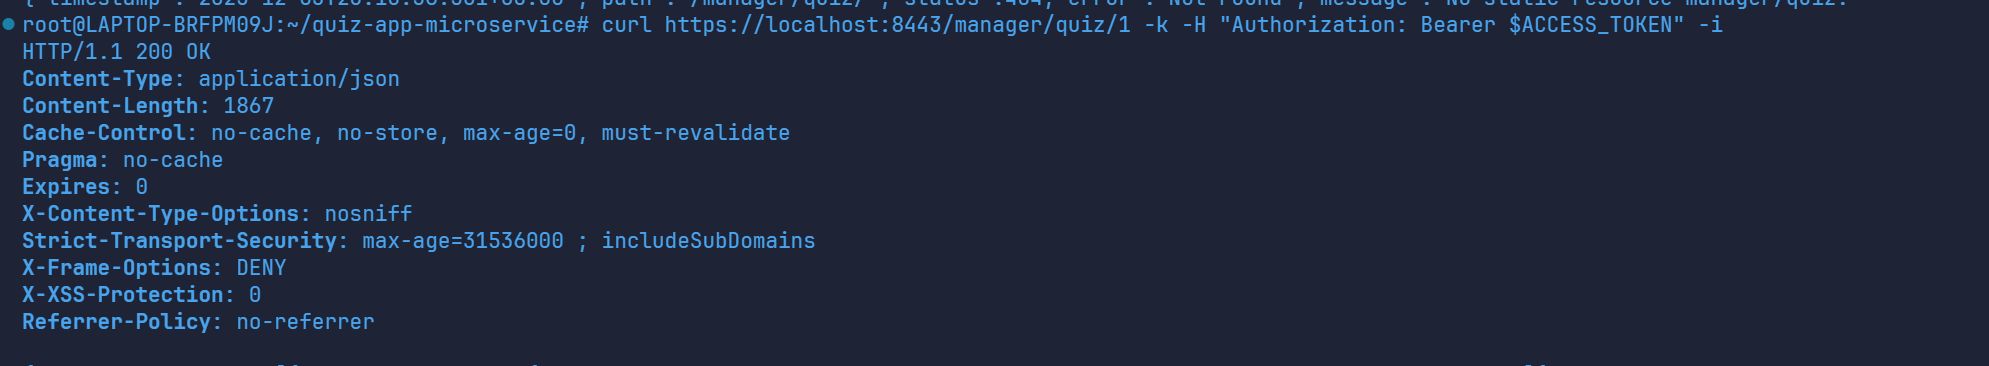 root@LAPTOP-BRFPM09J:~/quiz-app-microservice# curl https://localhost:8443/manager/quiz/1 -k -H "Authorization: Bearer $ACCESS_TOKEN" -i
HTTP/1.1 200 OK
Content-Type: application/json
Content-Length: 1867
Cache-Control: no-cache, no-store, max-age=0, must-revalidate
Pragma: no-cache
Expires: 0
X-Content-Type-Options: nosniff
Strict-Transport-Security: max-age=31536000 ; includeSubDomains
X-Frame-Options: DENY
X-XSS-Protection: 0
Referrer-Policy: no-referrer